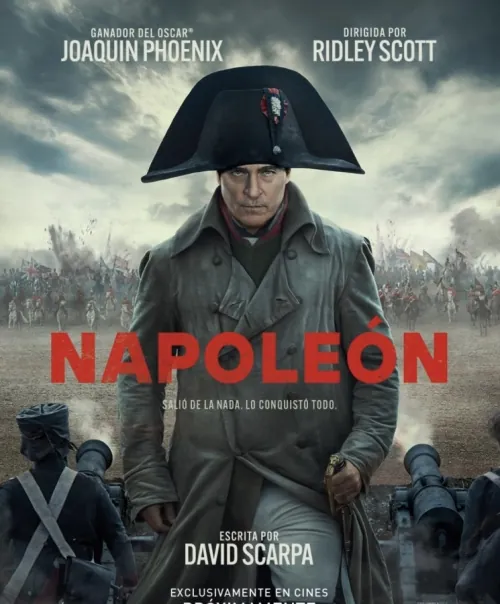 GANADOR DEL OSCAR®
JOAQUIN PHOENIX
DIRIGIDA POR
RIDLEY SCOTT
NAPOLEÓN
SALIÓ DE LA NADA. LO CONQUISTÓ TODO.
ESCRITA POR
DAVID SCARPA
EXCLUSIVAMENTE EN CINES